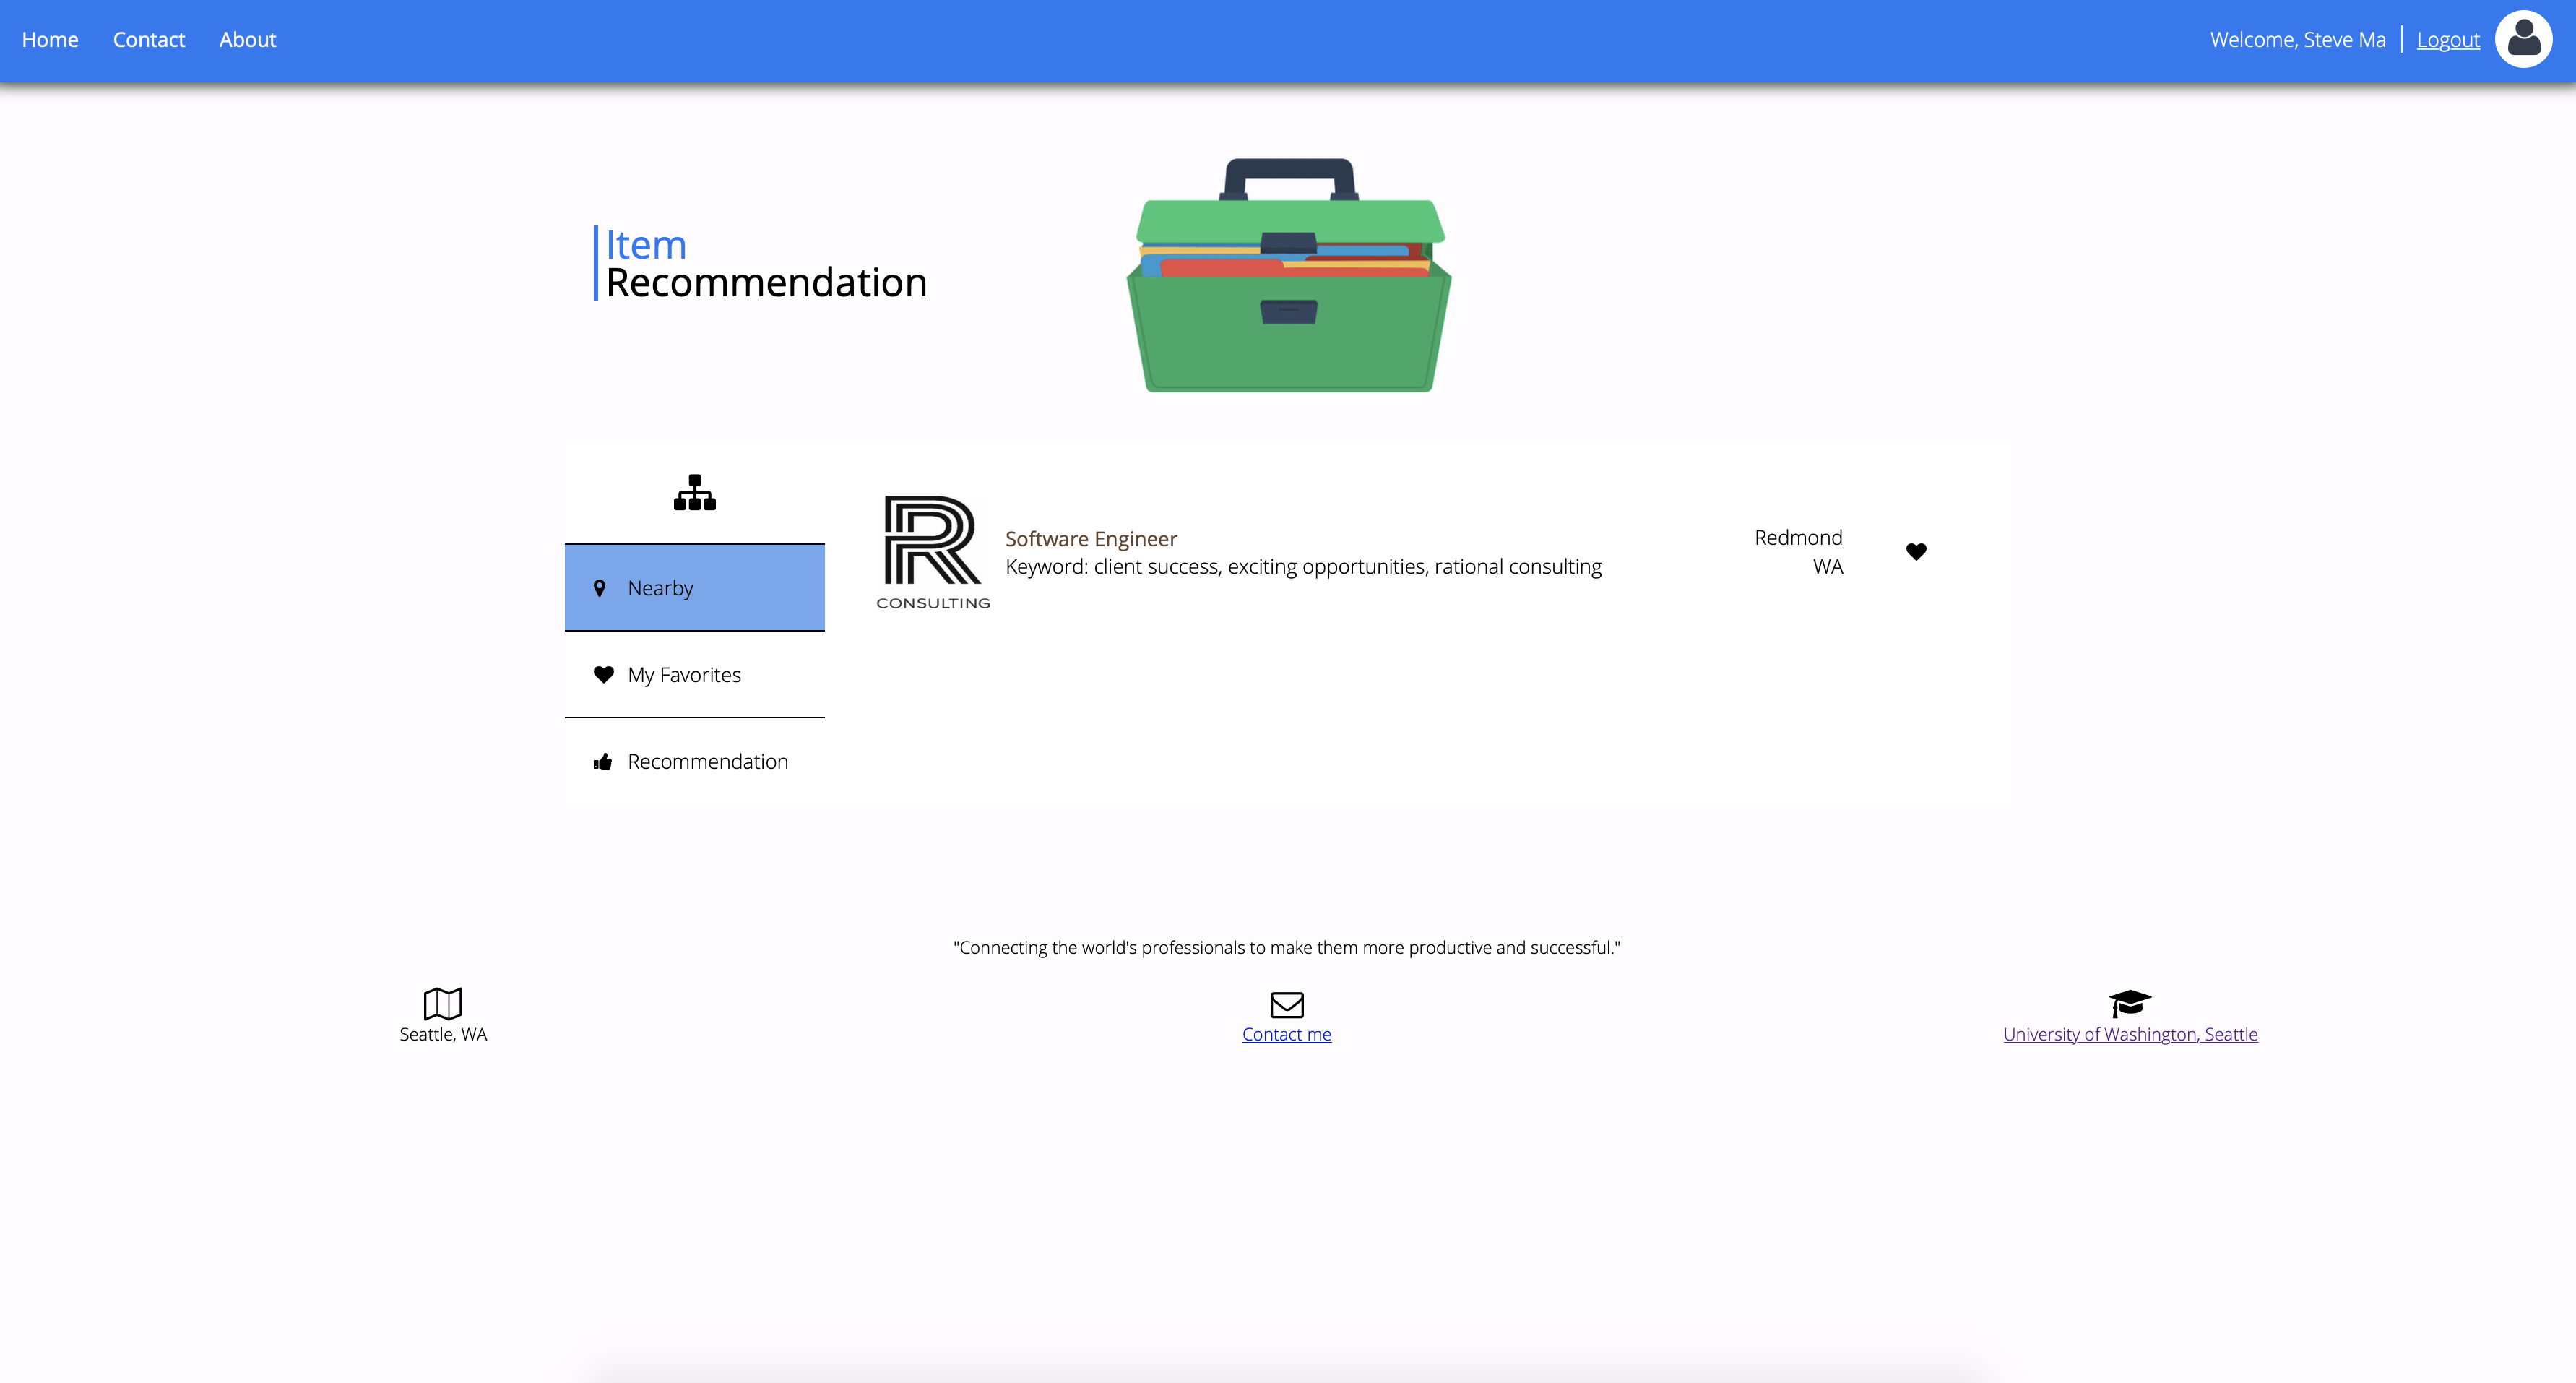 Home Contact About Welcome, Steve Ma Logout
Item
Recommendation
R
CONSULTING
Software Engineer
Keyword: client success, exciting opportunities, rational consulting
Redmond
WA
Nearby
My Favorites
Recommendation
"Connecting the world's professionals to make them more productive and successful."
Seattle, WA
Contact me
University of Washington, Seattle